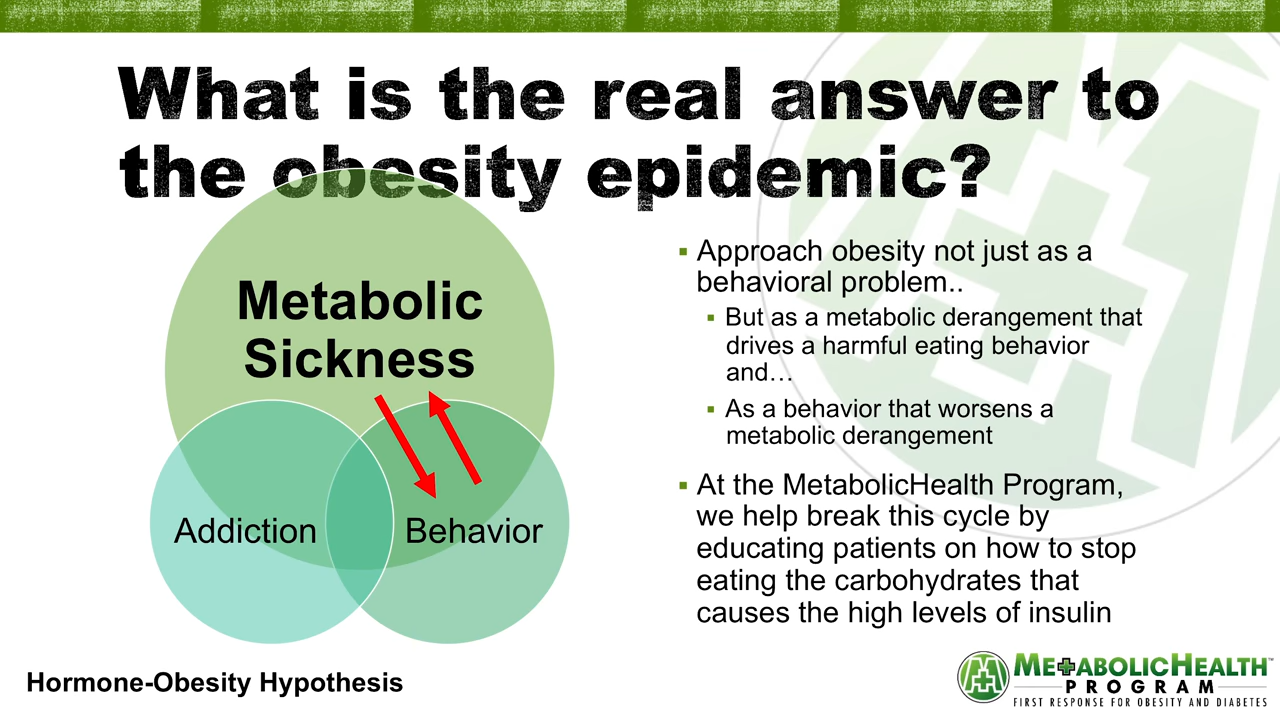 What is the real answer to
the obesity epidemic?
Metabolic
Sickness
Addiction
Behavior
▪ Approach obesity not just as a
behavioral problem..
▪ But as a metabolic derangement that
drives a harmful eating behavior
and…
▪ As a behavior that worsens a
metabolic derangement
▪ At the MetabolicHealth Program,
we help break this cycle by
educating patients on how to stop
eating the carbohydrates that
causes the high levels of insulin
Hormone-Obesity Hypothesis
METABOLICHEALTH™
PROGRAM
FIRST RESPONSE FOR OBESITY AND DIABETES